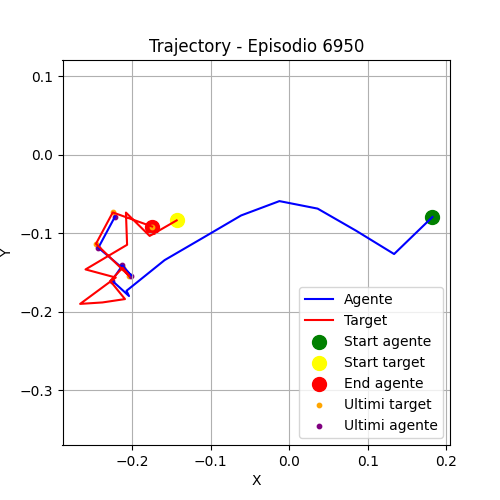 Trajectory - Episodio 6950
0.1
0.0
−0.1
−0.2
−0.3
Y
−0.2
−0.1
0.0
0.1
0.2
X
Agente
Target
Start agente
Start target
End agente
Ultimi target
Ultimi agente